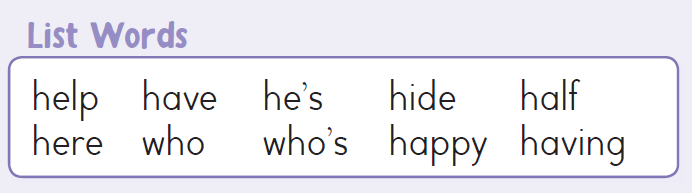 List Words
help have he's hide half
here who who's happy having